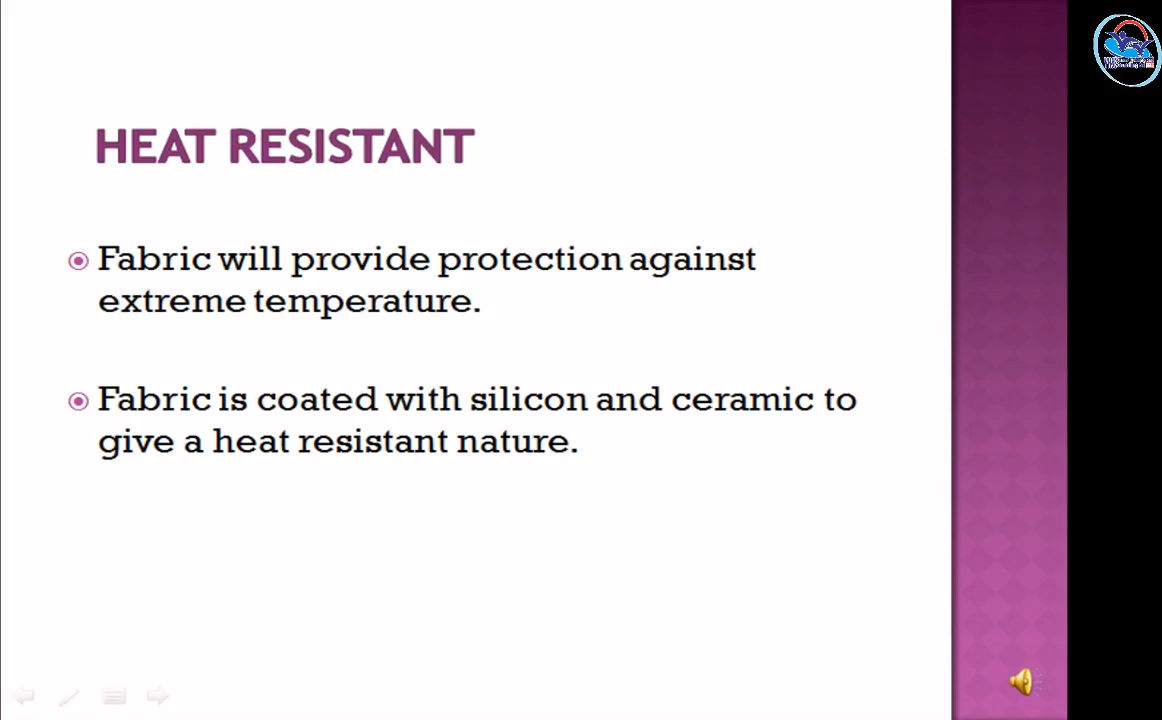 HEAT RESISTANT
Fabric will provide protection against
extreme temperature.
Fabric is coated with silicon and ceramic to
give a heat resistant nature.